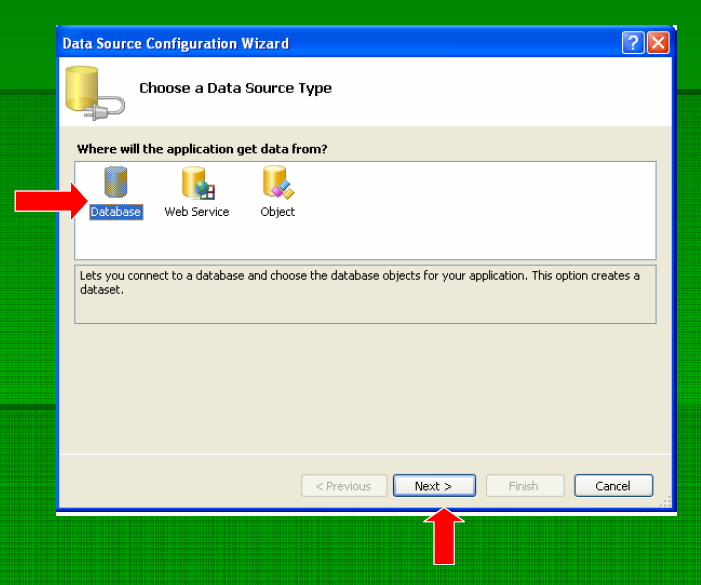 Data Source Configuration Wizard
Choose a Data Source Type
Where will the application get data from?
Database Web Service Object
Lets you connect to a database and choose the database objects for your application. This option creates a
dataset.
< Previous Next > Finish Cancel